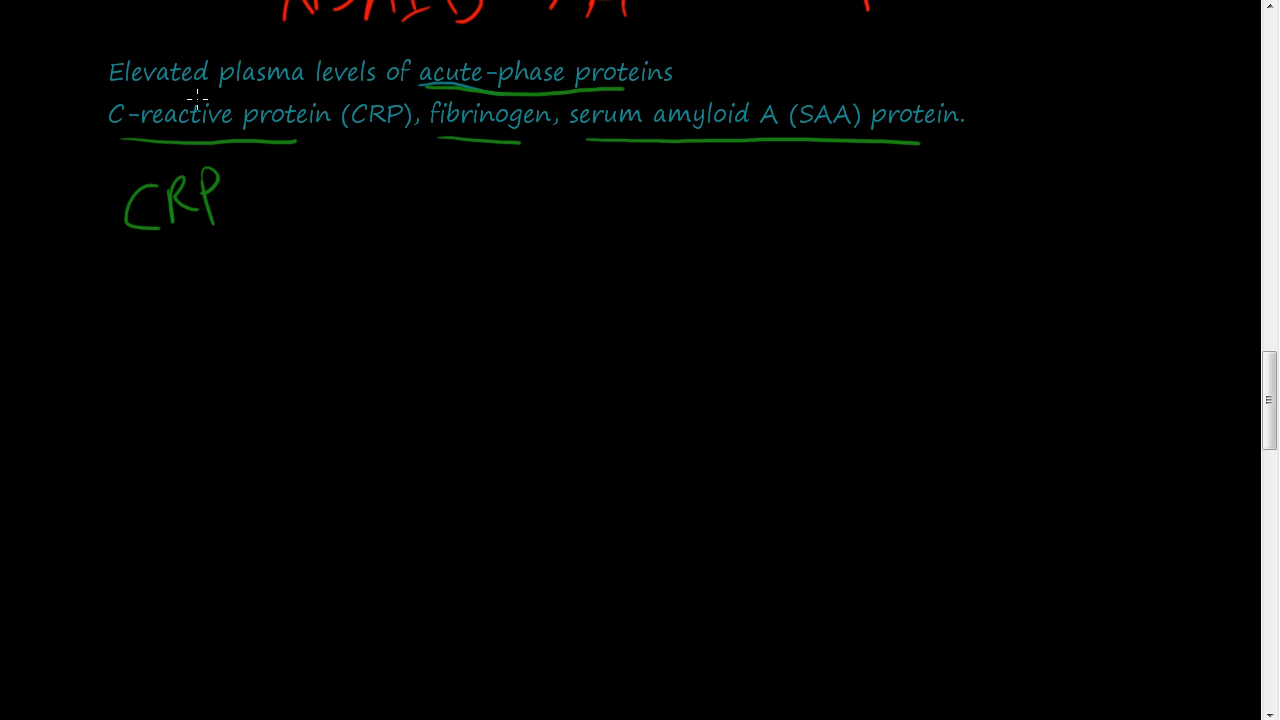 Elevated plasma levels of acute-phase proteins
C-reactive protein (CRP), fibrinogen, serum amyloid A (SAA) protein.
CRP